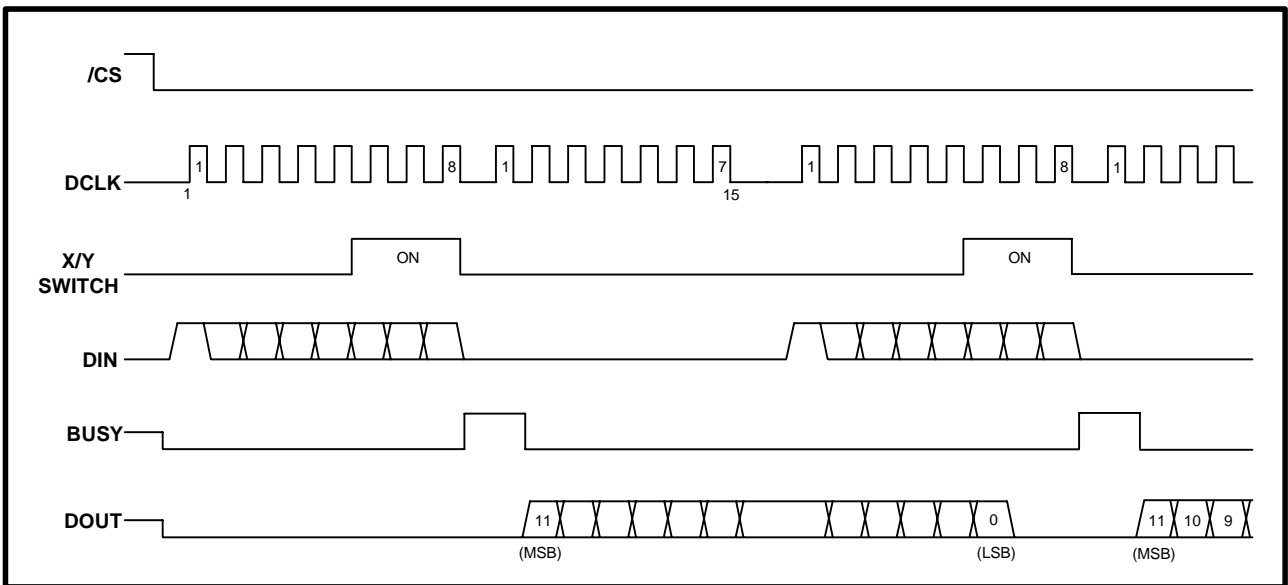 /CS
DCLK
1
8
1
7
1
8
1
1
15
X/Y
SWITCH
ON
ON
DIN
BUSY
DOUT
11
0
11
10
9
(MSB)
(LSB)
(MSB)